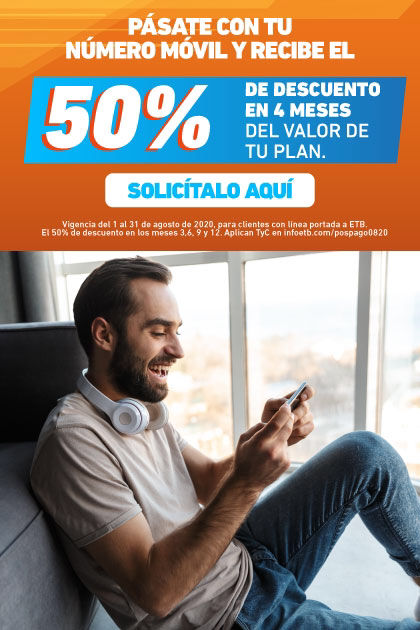 PÁSATE CON TU
NÚMERO MÓVIL Y RECIBE EL
50%
DE DESCUENTO
EN 4 MESES
DEL VALOR DE
TU PLAN.
SOLICÍTALO AQUÍ
Vigencia del 1 al 31 de agosto de 2020, para clientes con línea portada a ETB.
El 50% de descuento en los meses 3,6, 9 y 12. Aplican TyC en infoetb.com/pospago0820